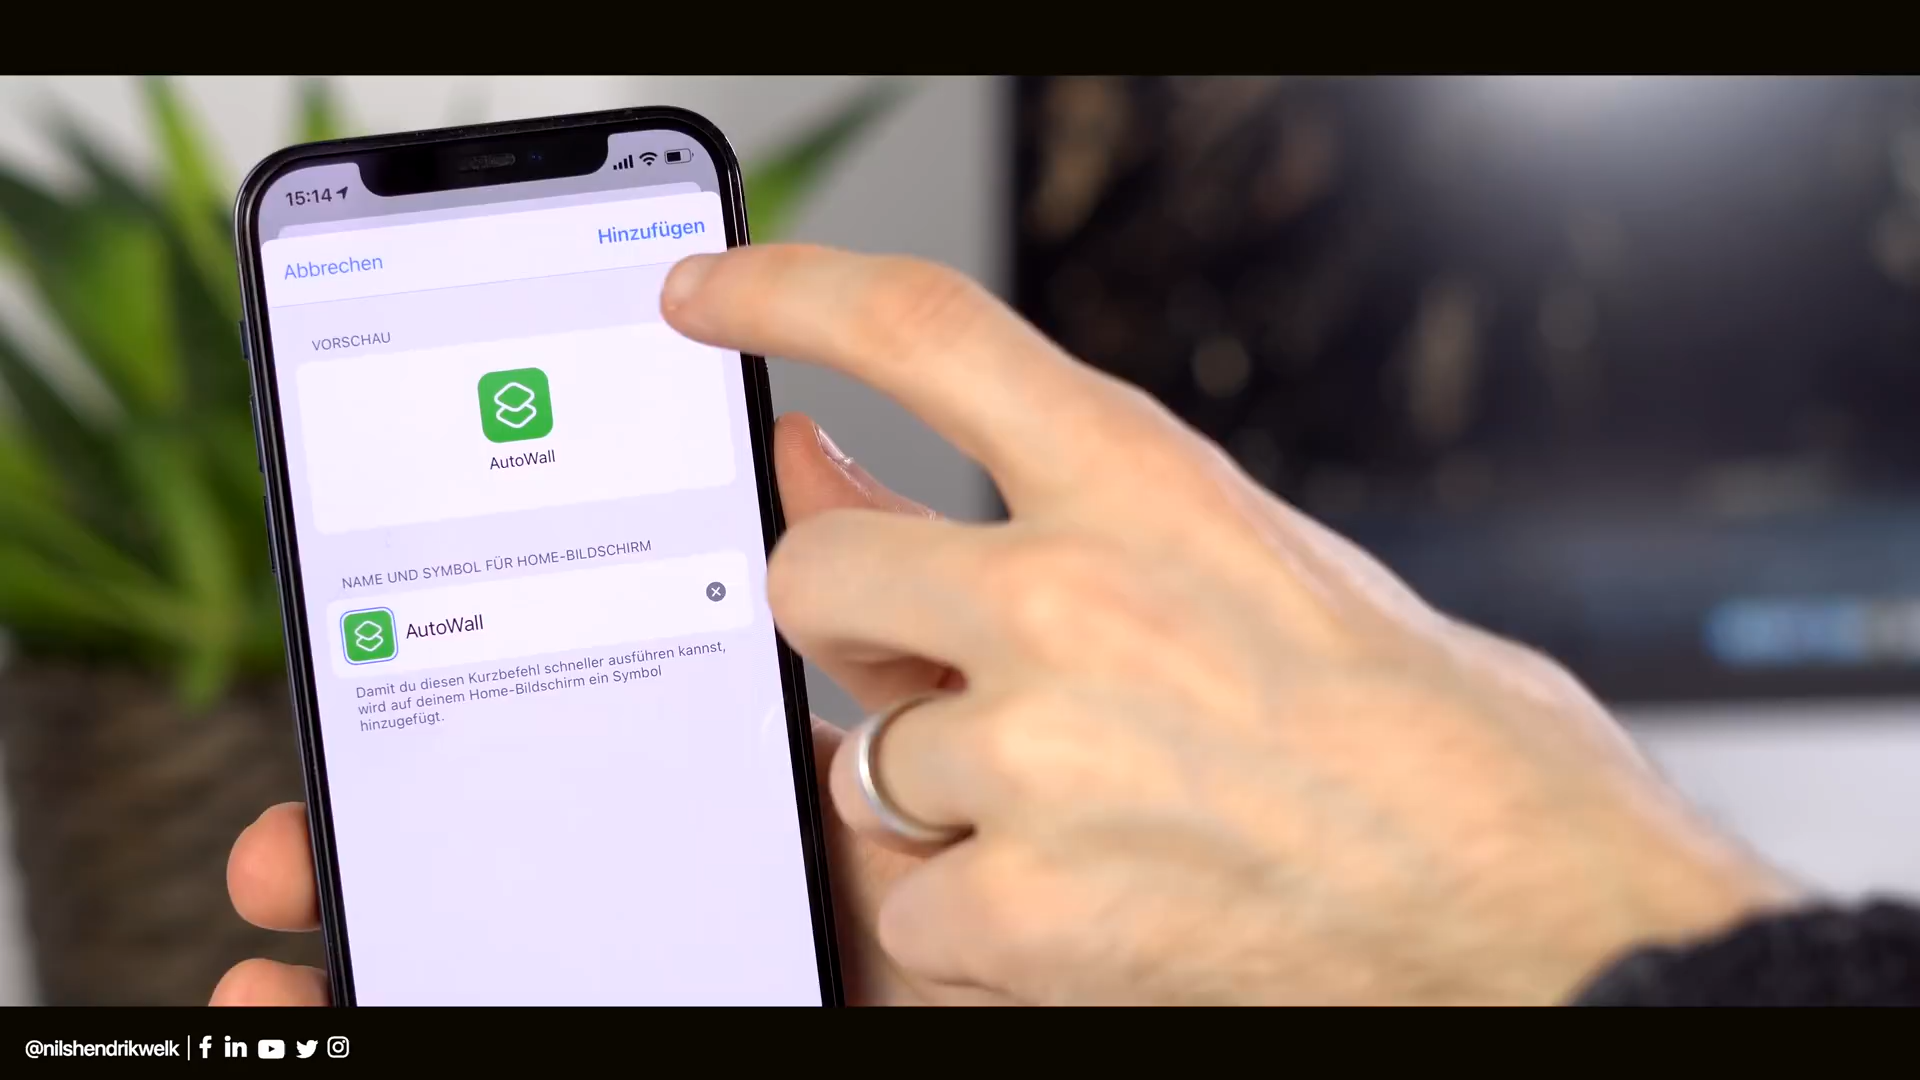 15:14
Abbrechen
Hinzufügen
VORSCHAU
AutoWall
NAME UND SYMBOL FÜR HOME-BILDSCHIRM
AutoWall
Damit du diesen Kurzbefehl schneller ausführen kannst,
wird auf deinem Home-Bildschirm ein Symbol
hinzugefügt.
@nilshendrikwelk